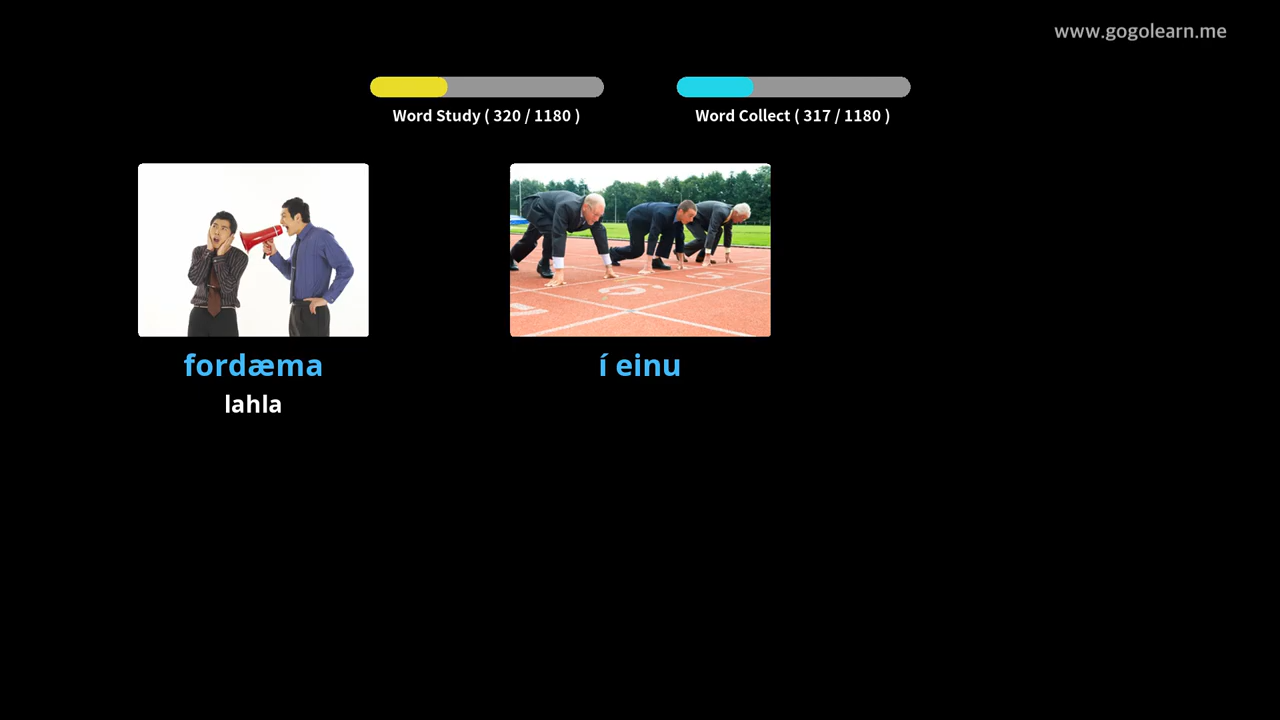 www.gogolearn.me
Word Study ( 320 / 1180 )
Word Collect ( 317 / 1180 )
fordæma
lahla
í einu